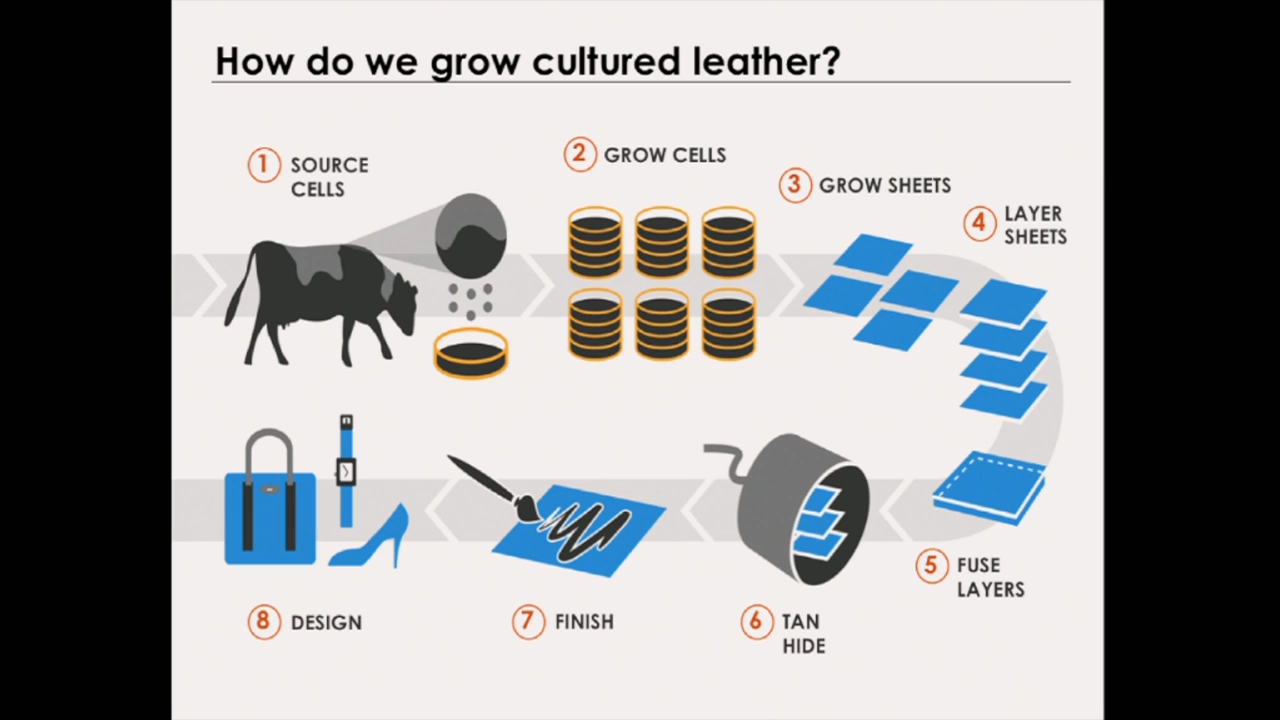 How do we grow cultured leather?
1 SOURCE
CELLS
2 GROW CELLS
3 GROW SHEETS
4 LAYER
SHEETS
5 FUSE
LAYERS
6 TAN
HIDE
7 FINISH
8 DESIGN